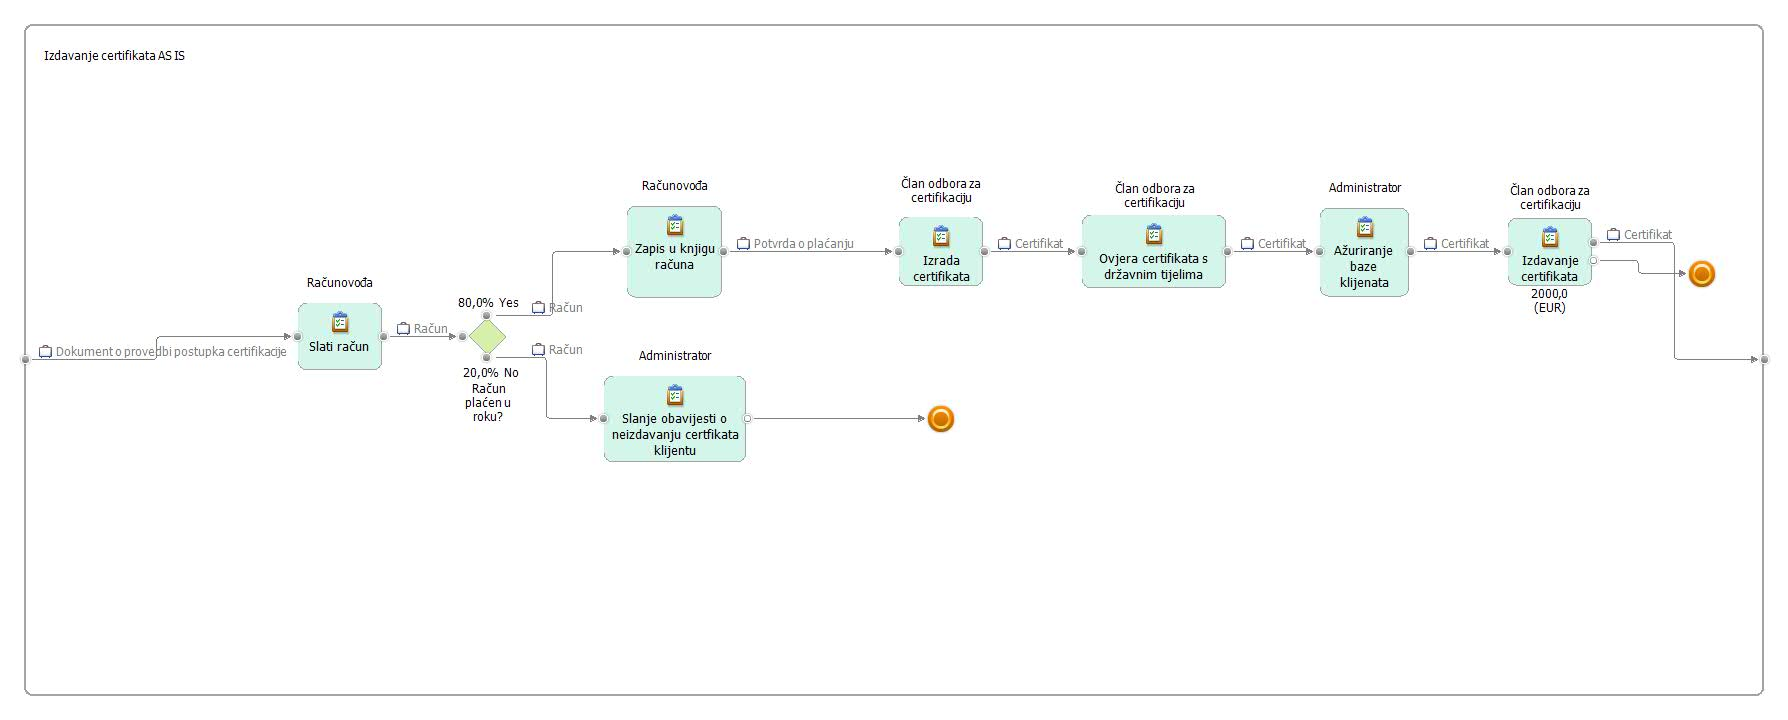 Izdavanje certifikata AS IS
Dokument o provedbi postupka certifikacije
Računovođa
Slati račun
Račun
80,0% Yes
20,0% No
Račun
plaćen u
roku?
Račun
Račun
Računovođa
Zapis u knjigu
računa
Potvrda o plaćanju
Administrator
Slanje obavijesti o
neizdavanju certfikata
klijentu
Član odbora za
certifikaciju
Izrada
certifikata
Certifikat
Član odbora za
certifikaciju
Ovjera certifikata s
državnim tijelima
Certifikat
Administrator
Ažuriranje
baze
klijenata
Certifikat
Član odbora za
certifikaciju
Izdavanje
certifikata
2000,0
(EUR)
Certifikat